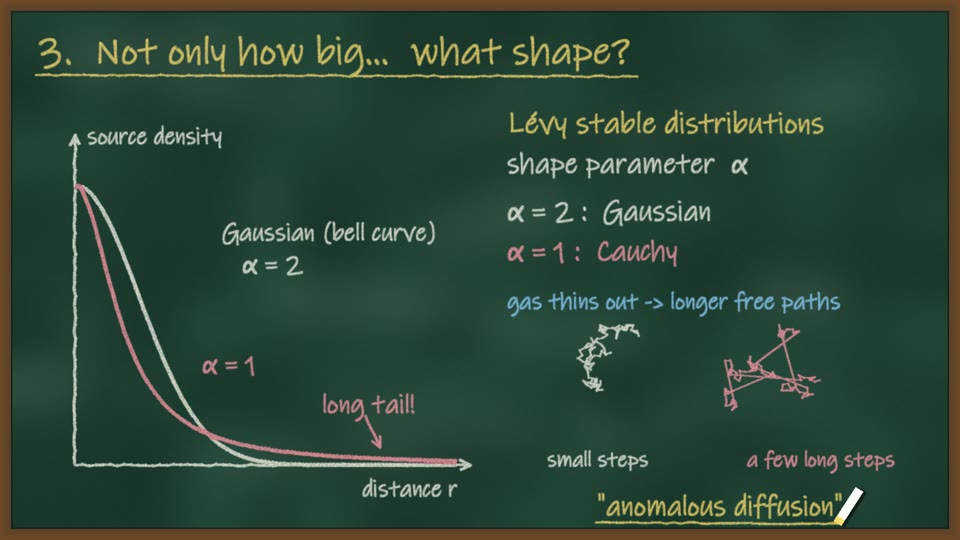 3. Not only how big... what shape?
source density
Gaussian (bell curve)
α = 2
α = 1
long tail!
distance r
Lévy stable distributions
shape parameter α
α = 2 : Gaussian
α = 1 : Cauchy
gas thins out -> longer free paths
small steps
a few long steps
"anomalous diffusion"